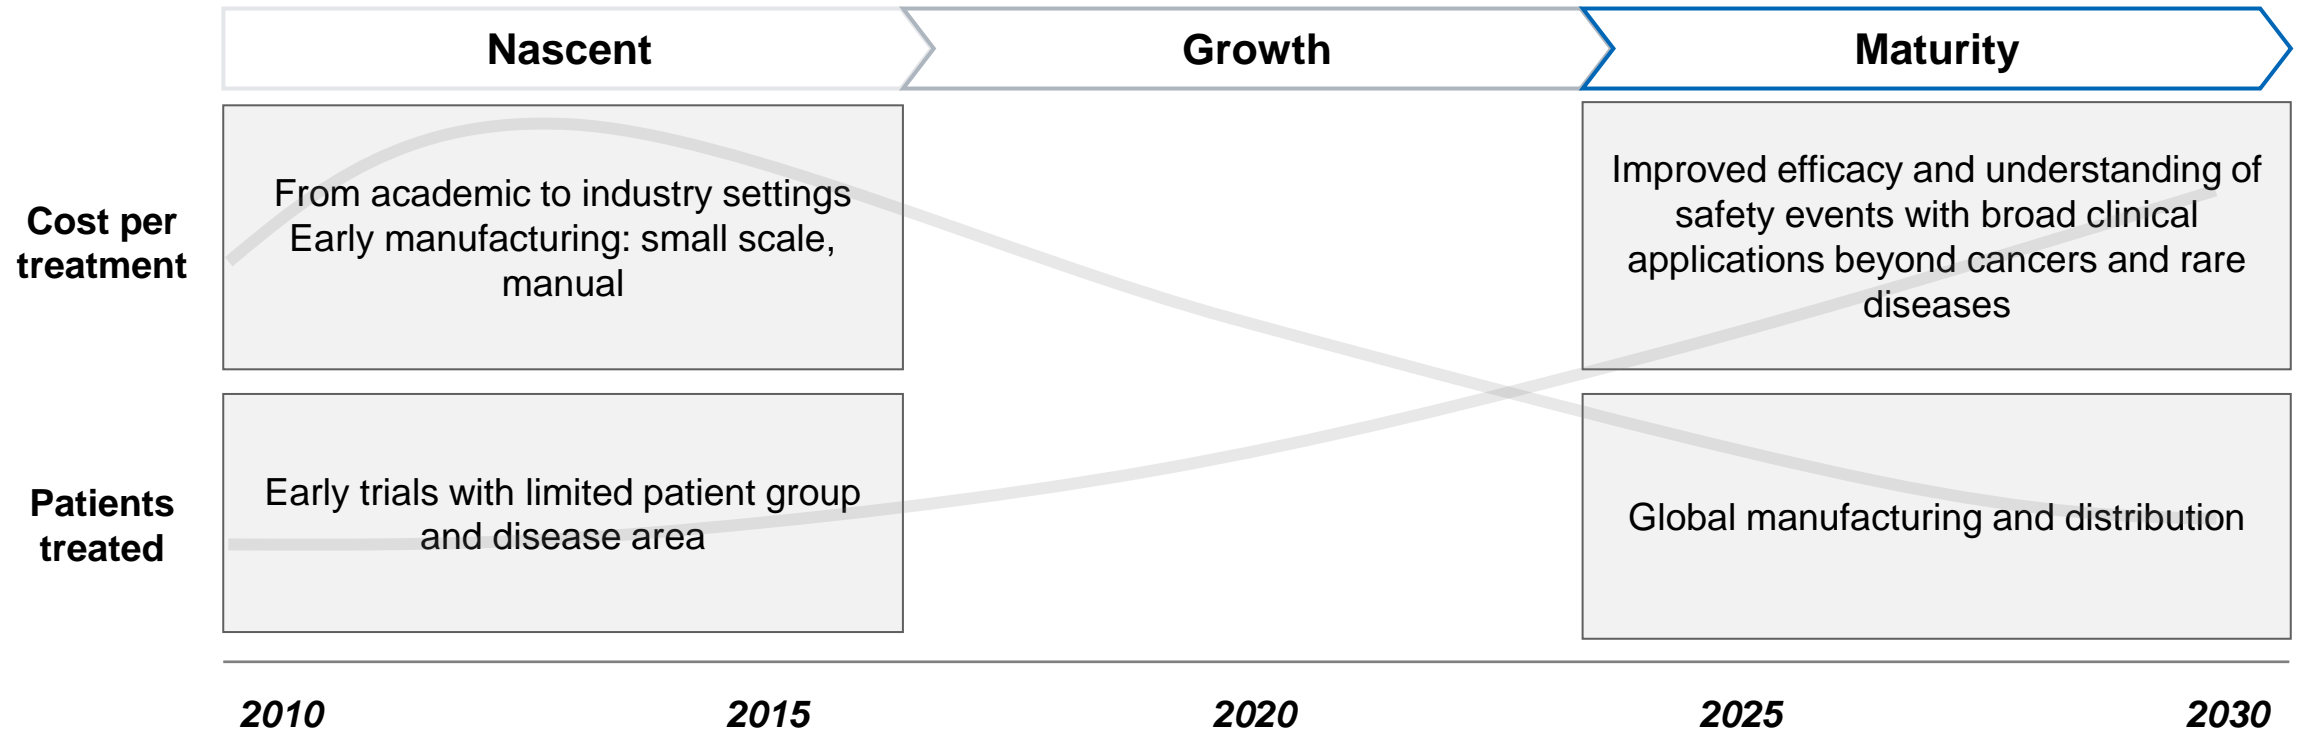 Nascent
Growth
Maturity
Cost per
treatment
From academic to industry settings
Early manufacturing: small scale,
manual
Improved efficacy and understanding of
safety events with broad clinical
applications beyond cancers and rare
diseases
Patients
treated
Early trials with limited patient group
and disease area
Global manufacturing and distribution
2010
2015
2020
2025
2030